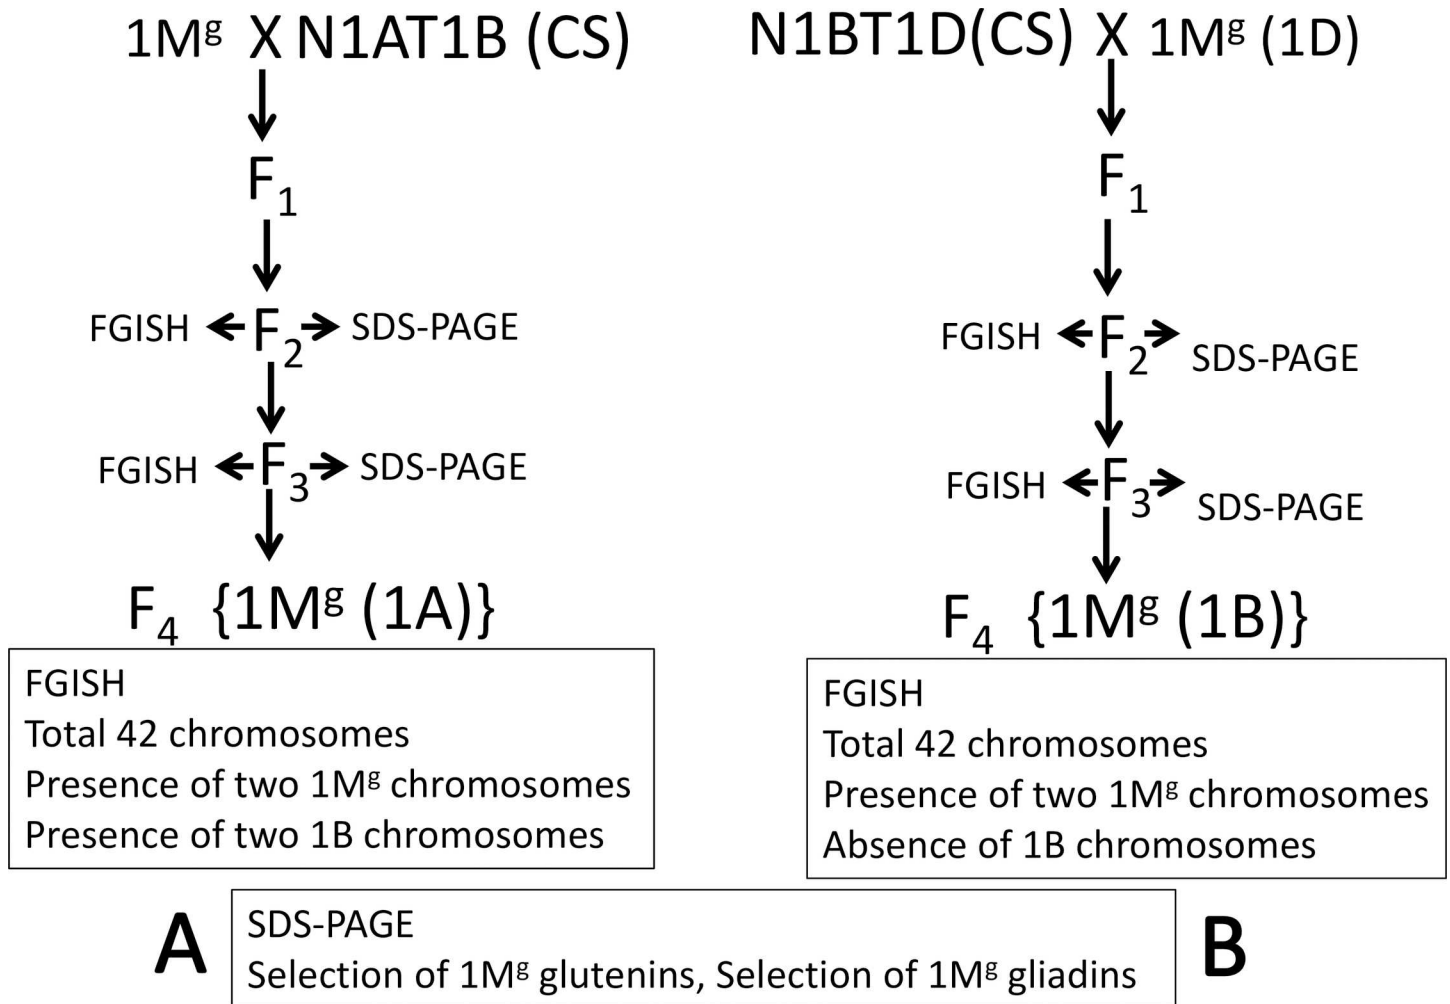 1Mᵍ X N1AT1B (CS)
F₁
FGISH F₂ SDS-PAGE
FGISH F₃ SDS-PAGE
F₄ {1Mᵍ (1A)}
FGISH
Total 42 chromosomes
Presence of two 1Mᵍ chromosomes
Presence of two 1B chromosomes
A
N1BT1D(CS) X 1Mᵍ (1D)
F₁
FGISH F₂ SDS-PAGE
FGISH F₃ SDS-PAGE
F₄ {1Mᵍ (1B)}
FGISH
Total 42 chromosomes
Presence of two 1Mᵍ chromosomes
Absence of 1B chromosomes
B
SDS-PAGE
Selection of 1Mᵍ glutenins, Selection of 1Mᵍ gliadins